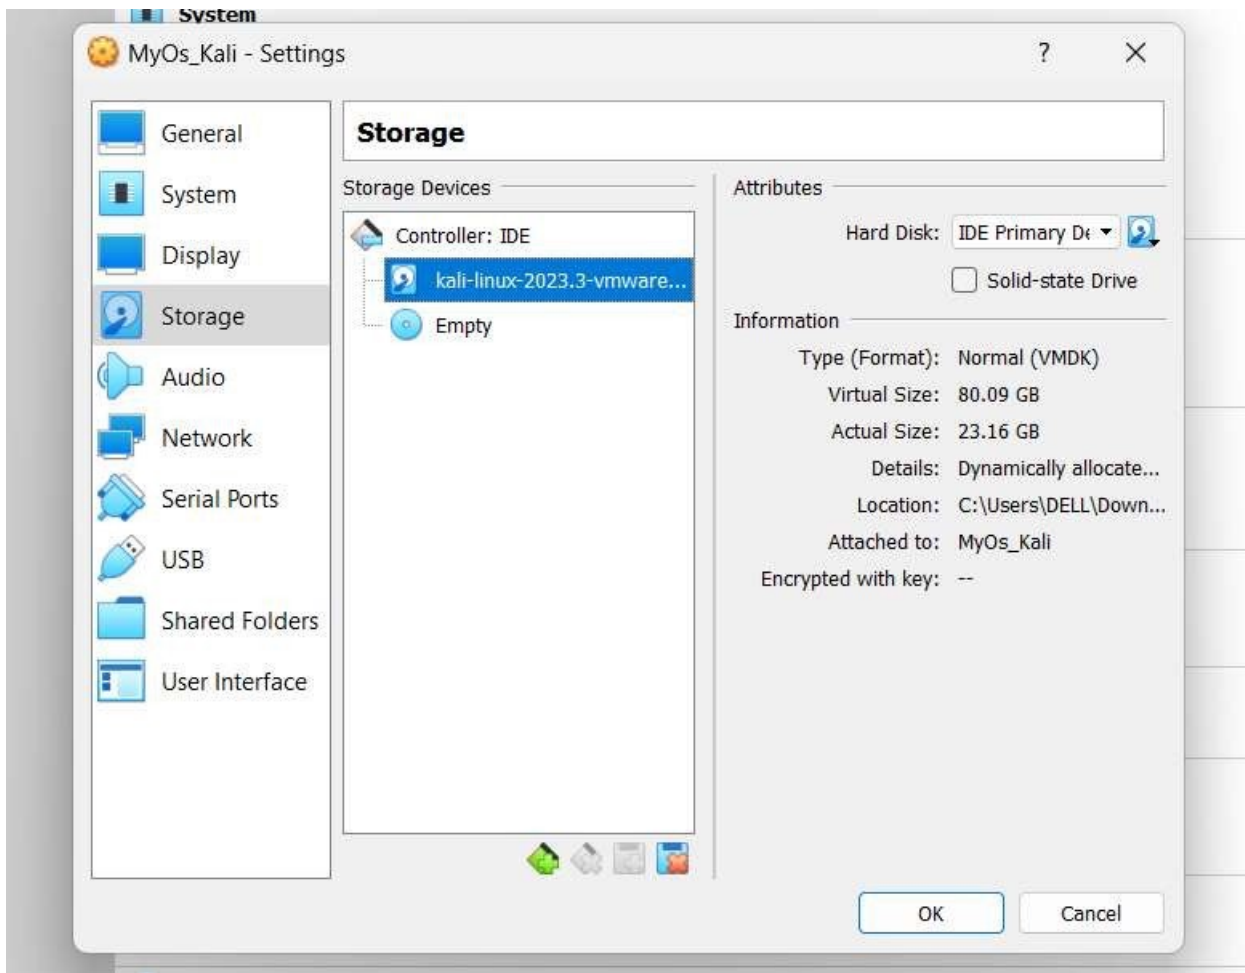 System
MyOs_Kali - Settings
?
General
System
Display
Storage
Audio
Network
Serial Ports
USB
Shared Folders
User Interface
Storage
Storage Devices
Controller: IDE
kali-linux-2023.3-vmware...
Empty
Attributes
Hard Disk: IDE Primary De
Solid-state Drive
Information
Type (Format): Normal (VMDK)
Virtual Size: 80.09 GB
Actual Size: 23.16 GB
Details: Dynamically allocate...
Location: C:\Users\DELL\Down...
Attached to: MyOs_Kali
Encrypted with key: --
OK
Cancel